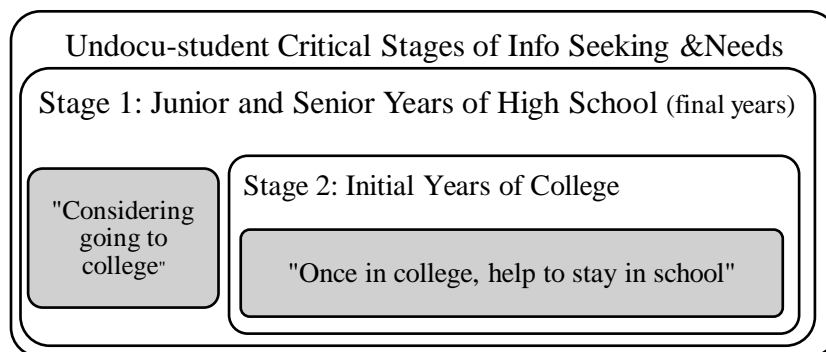 Undocu-student Critical Stages of Info Seeking &Needs
Stage 1: Junior and Senior Years of High School (final years)
"Considering
going to
college"
Stage 2: Initial Years of College
"Once in college, help to stay in school"